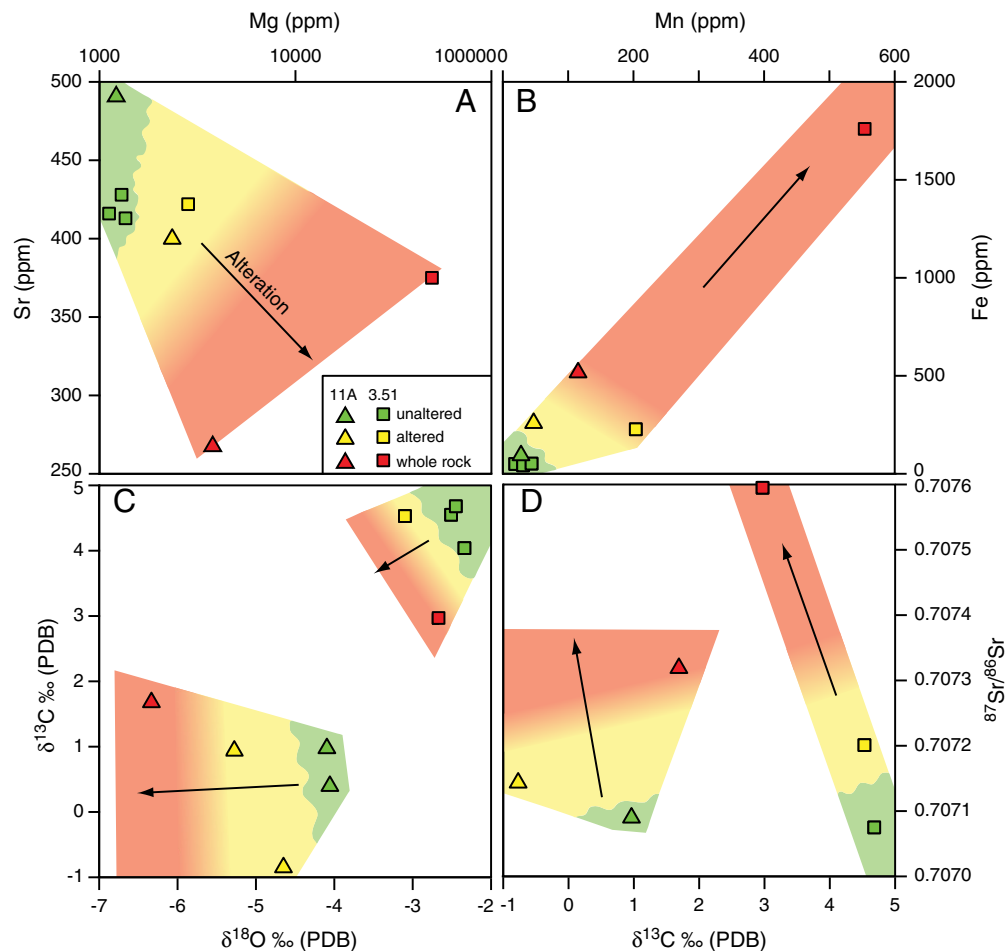 Mg (ppm)
Mn (ppm)
1000
10000
100000
0
200
400
600
A
B
500
450
400
350
300
250
Sr (ppm)
Alteration
11A 3.51
unaltered
altered
whole rock
2000
1500
1000
500
0
Fe (ppm)
C
D
5
4
3
2
1
0
-1
δ13C ‰ (PDB)
0.7076
0.7075
0.7074
0.7073
0.7072
0.7071
0.7070
87Sr/86Sr
-7
-6
-5
-4
-3
-2
-1
0
1
2
3
4
5
δ18O ‰ (PDB)
δ13C ‰ (PDB)